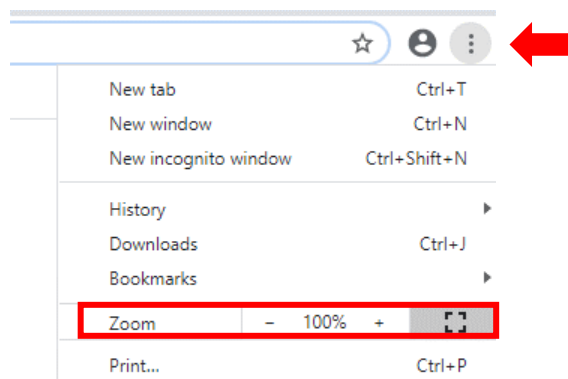 New tab Ctrl+T
New window Ctrl+N
New incognito window Ctrl+Shift+N
History
Downloads Ctrl+J
Bookmarks
Zoom - 100% +
Print... Ctrl+P